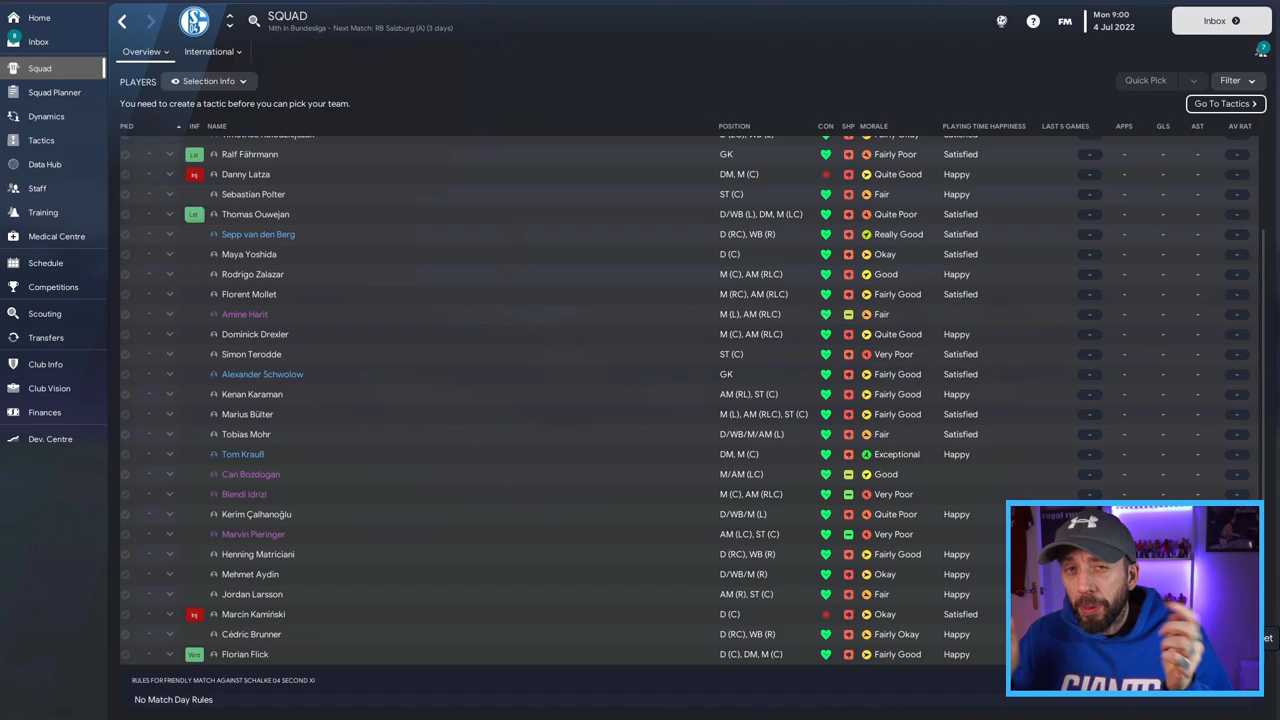 Home
8
Inbox
Squad
Squad Planner
Dynamics
Tactics
Data Hub
Staff
Training
Medical Centre
Schedule
Competitions
Scouting
Transfers
Club Info
Club Vision
Finances
Dev. Centre
SQUAD
14th in Bundesliga - Next Match: RB Salzburg (A) (3 days)
FM
Mon 9:00
4 Jul 2022
Inbox
Overview
International
7
PLAYERS
Selection Info
Quick Pick
Filter
You need to create a tactic before you can pick your team.
Go To Tactics
PKD INF NAME POSITION CON SHP MORALE PLAYING TIME HAPPINESS LAST 5 GAMES APPS GLS AST AV RAT
- Lst Ralf Fährmann GK Fairly Poor Satisfied - - - - -
- Inj Danny Latza DM, M (C) Quite Good Happy - - - - -
- Sebastian Polter ST (C) Fair Happy - - - - -
- Lst Thomas Ouwejan D/WB (L), DM, M (LC) Quite Poor Satisfied - - - - -
- Sepp van den Berg D (RC), WB (R) Really Good Satisfied - - - - -
- Maya Yoshida D (C) Okay Satisfied - - - - -
- Rodrigo Zalazar M (C), AM (RLC) Good Happy - - - - -
- Florent Mollet M (RC), AM (RLC) Fairly Good Satisfied - - - - -
- Amine Harit M (L), AM (RLC) Fair - - - - -
- Dominick Drexler M (C), AM (RLC) Quite Good Happy - - - - -
- Simon Terodde ST (C) Very Poor Satisfied - - - - -
- Alexander Schwolow GK Fairly Good Satisfied - - - - -
- Kenan Karaman AM (RL), ST (C) Fairly Good Happy - - - - -
- Marius Bülter M (L), AM (RLC), ST (C) Fairly Good Happy - - - - -
- Tobias Mohr D/WB/M/AM (L) Fair Satisfied - - - - -
- Tom Krauß DM, M (C) Exceptional Happy - - - - -
- Can Bozdogan M/AM (LC) Good - - - - -
- Blendi Idrizi M (C), AM (RLC) Very Poor - - - - -
- Kerim Çalhanoğlu D/WB/M (L) Quite Poor Happy
- Marvin Pieringer AM (LC), ST (C) Very Poor
- Henning Matriciani D (RC), WB (R) Fairly Good Happy
- Mehmet Aydin D/WB/M (R) Okay Happy
- Jordan Larsson AM (R), ST (C) Fair Happy
- Inj Marcin Kamiński D (C) Okay Satisfied
- Cédric Brunner D (RC), WB (R) Fairly Okay Happy
- Wnt Florian Flick D (C), DM, M (C) Fairly Good Happy
RULES FOR FRIENDLY MATCH AGAINST SCHALKE 04 SECOND XI
No Match Day Rules
GIANTS